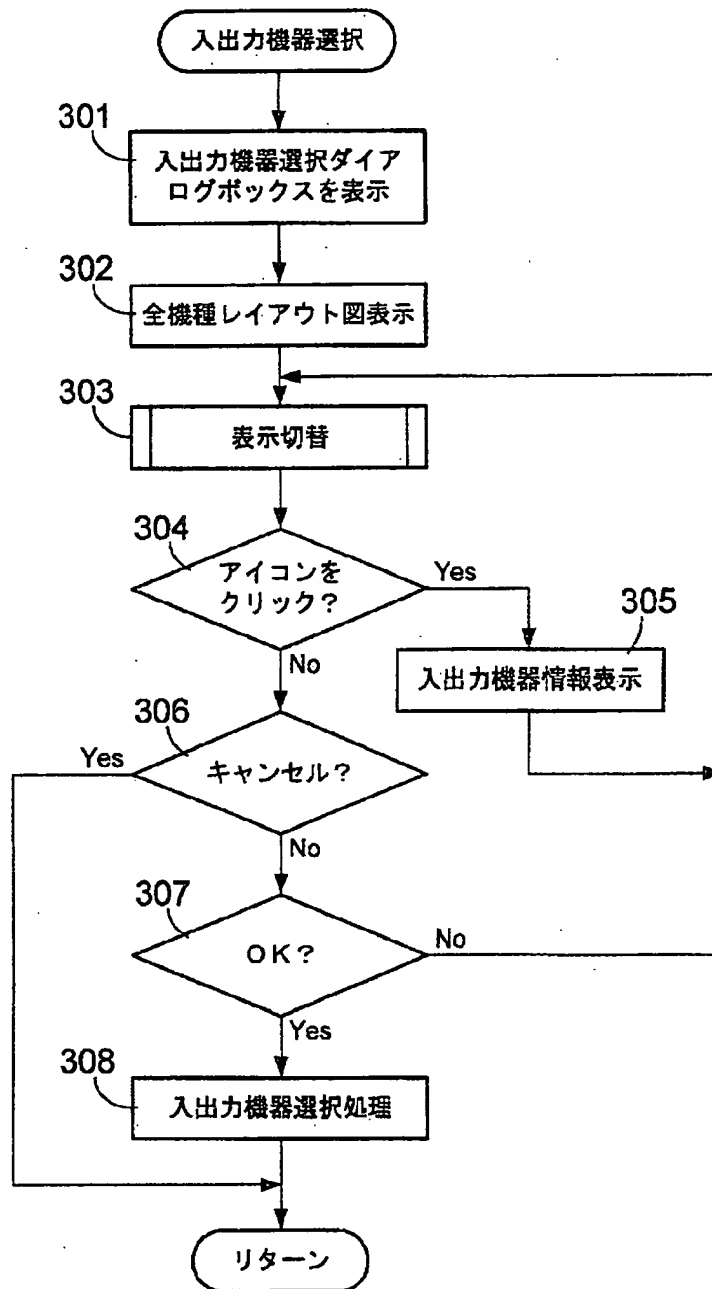 入出力機器選択
301
入出力機器選択ダイア
ログボックスを表示
302
全機種レイアウト図表示
303
表示切替
304
アイコンを
クリック?
Yes
305
入出力機器情報表示
No
306
Yes
キャンセル?
No
307
OK?
No
Yes
308
入出力機器選択処理
リターン